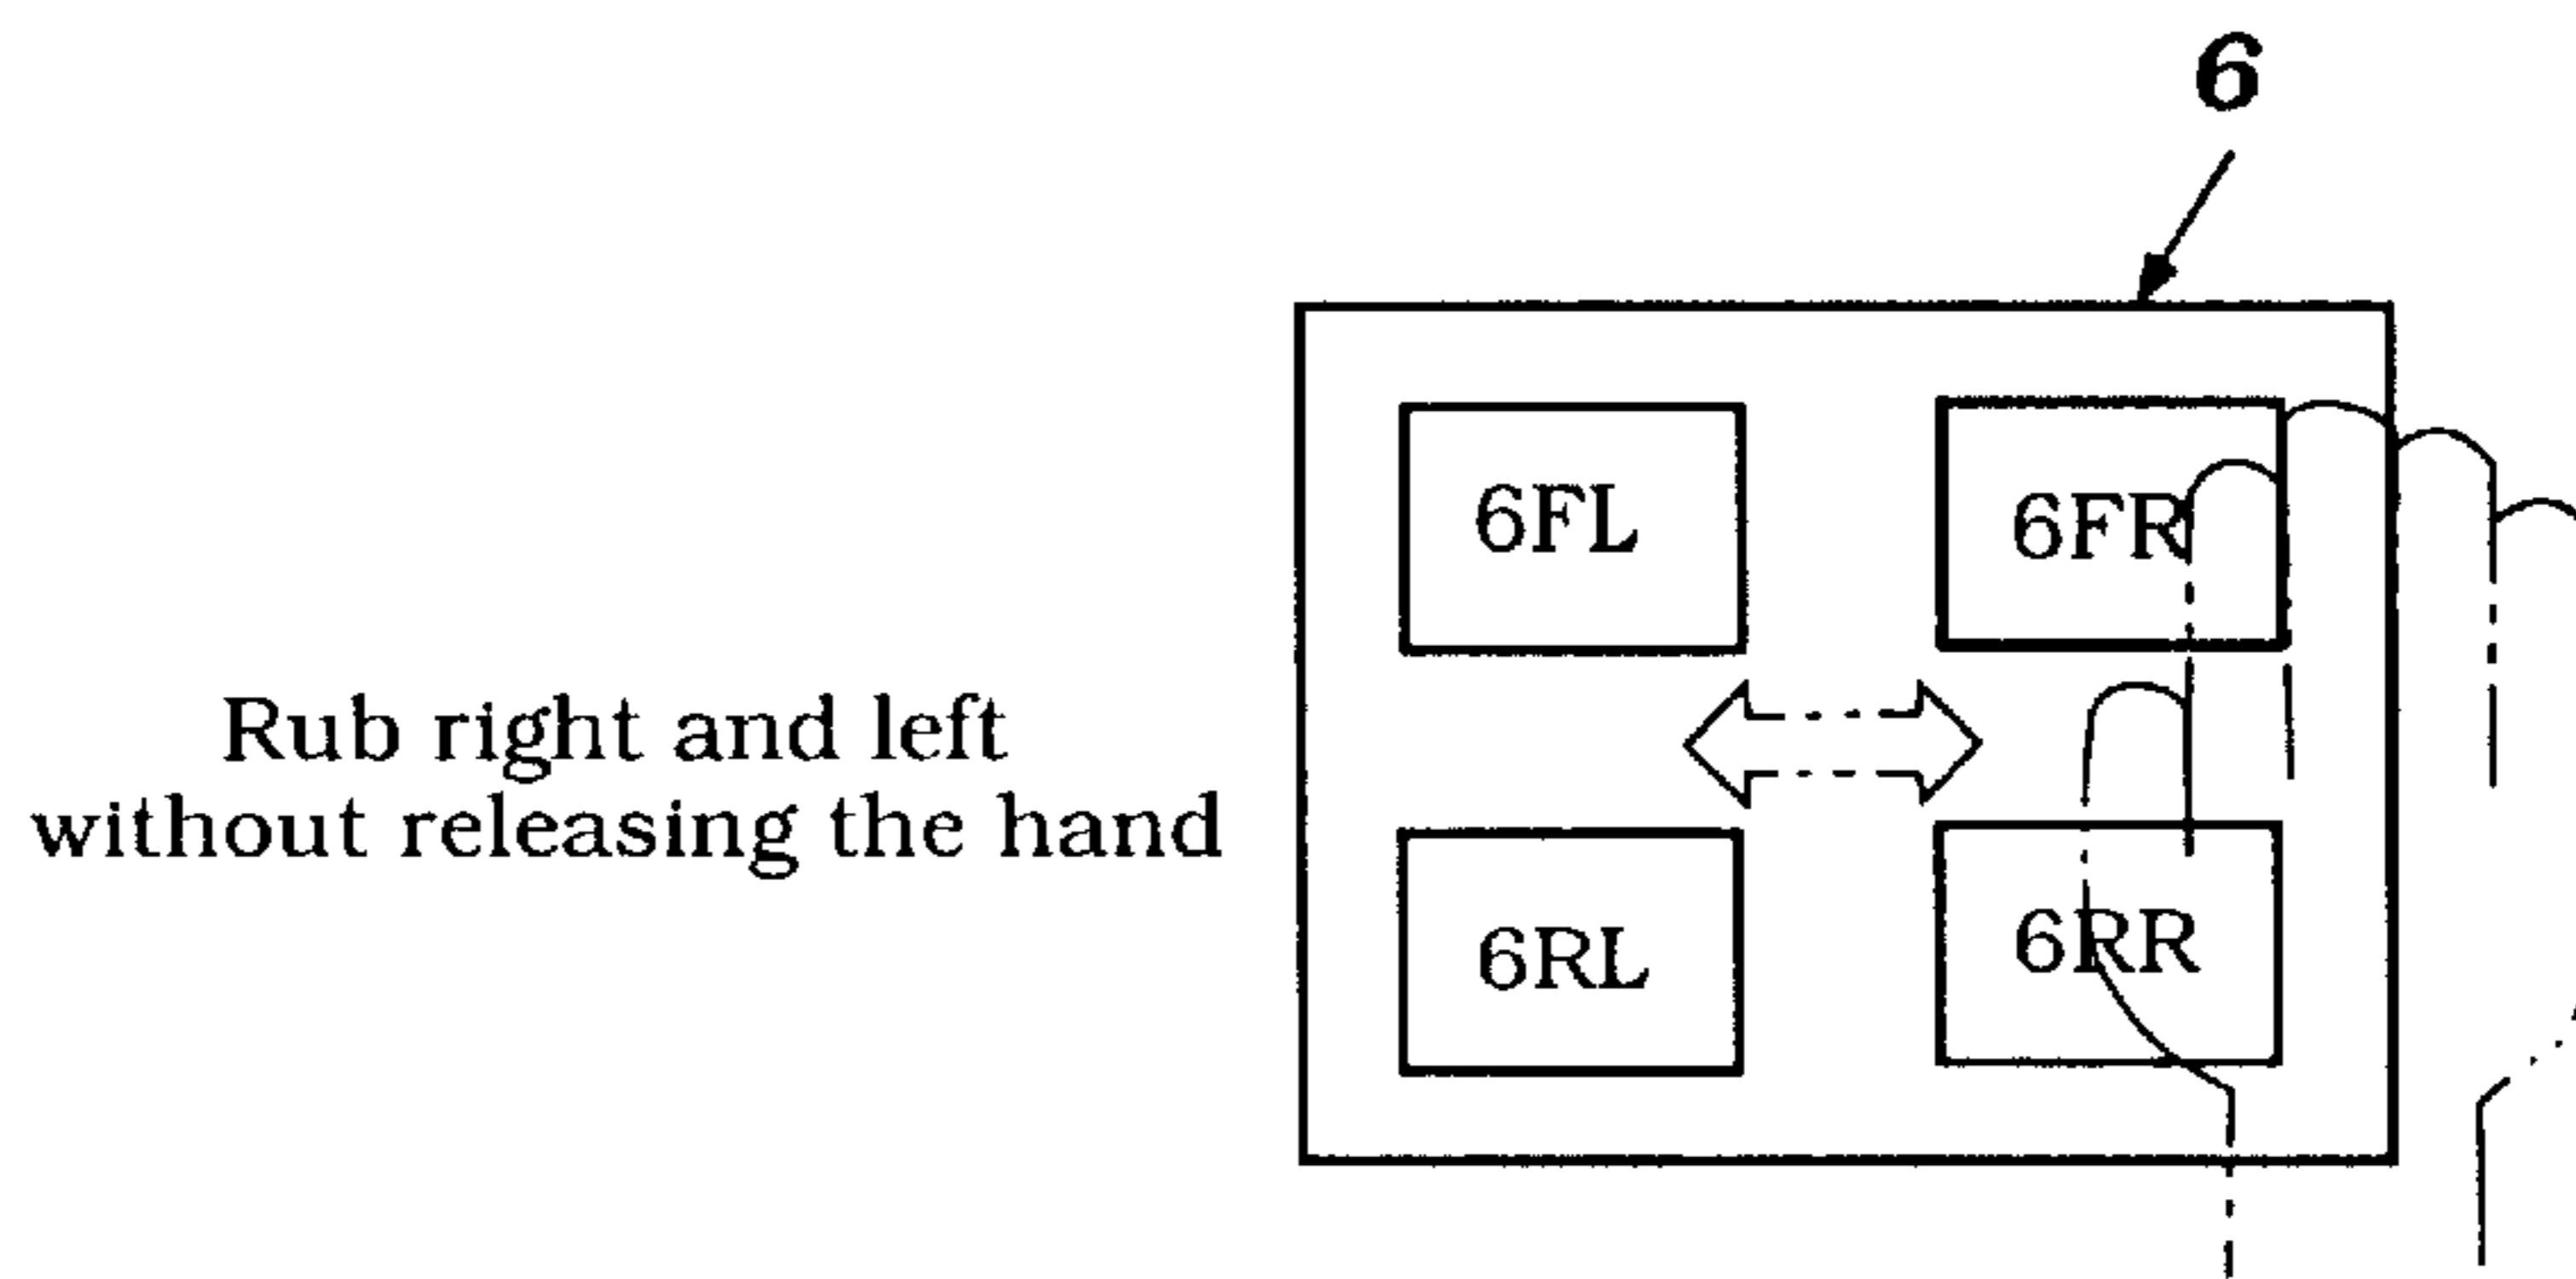 6
6FL 6FR
Rub right and left
without releasing the hand
6RL 6RR